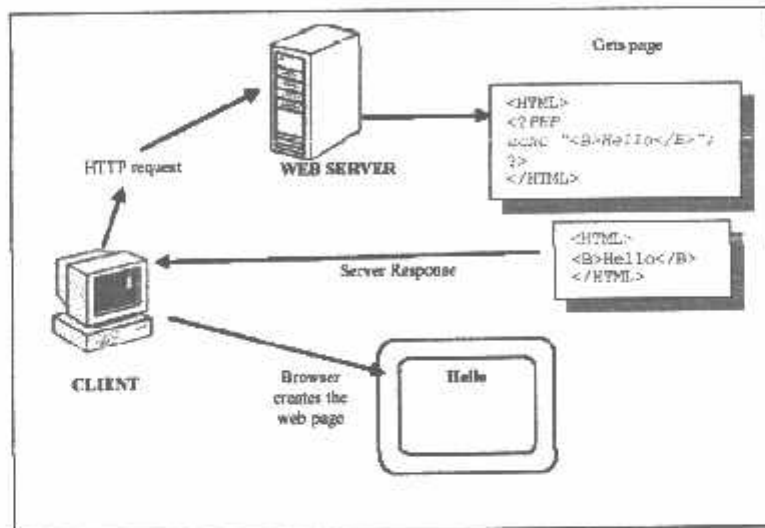 Gets page
<HTML>
<?PHP
echo "<B>Hello</B>";
?>
</HTML>
WEB SERVER
HTTP request
<HTML>
<B>Hello</B>
</HTML>
Server Response
CLIENT
Browser
creates the
web page
Hello